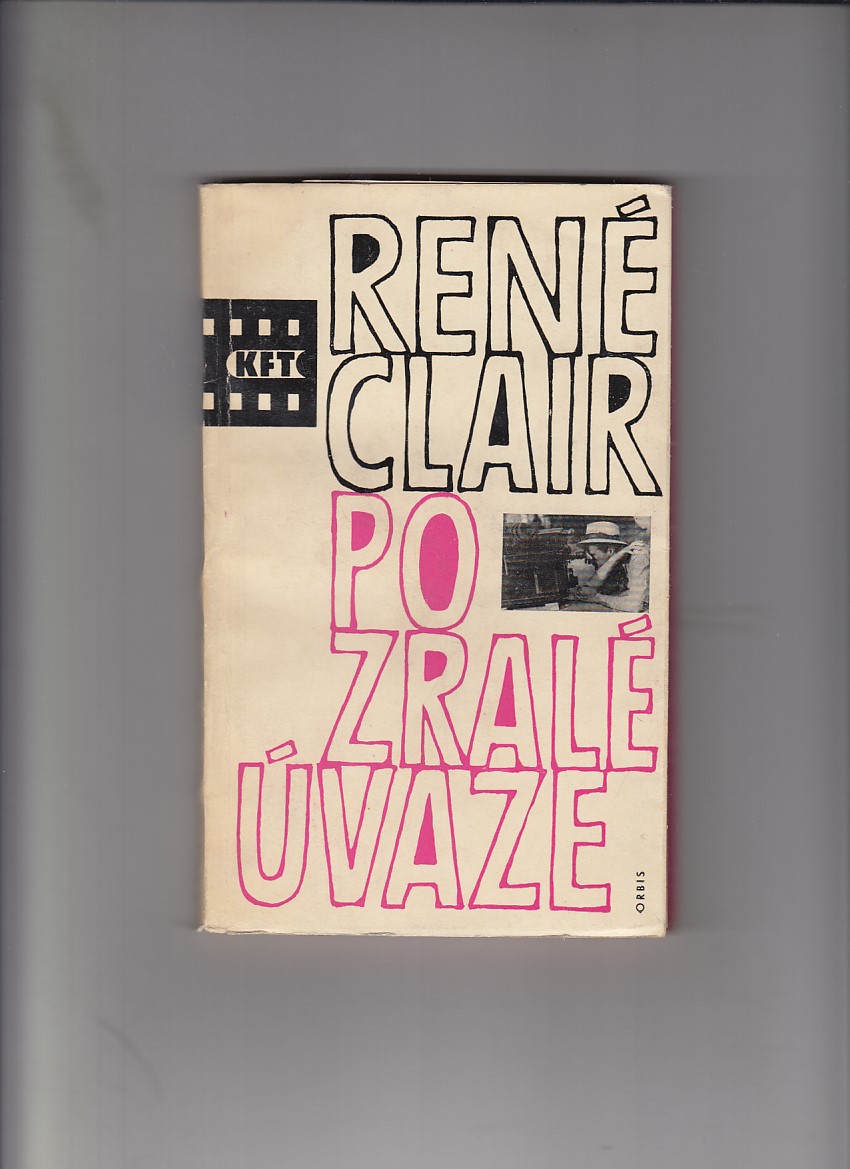 RENÉ
CLAIR
KFT
PO
ZRALÉ
ÚVAZE
ORBIS